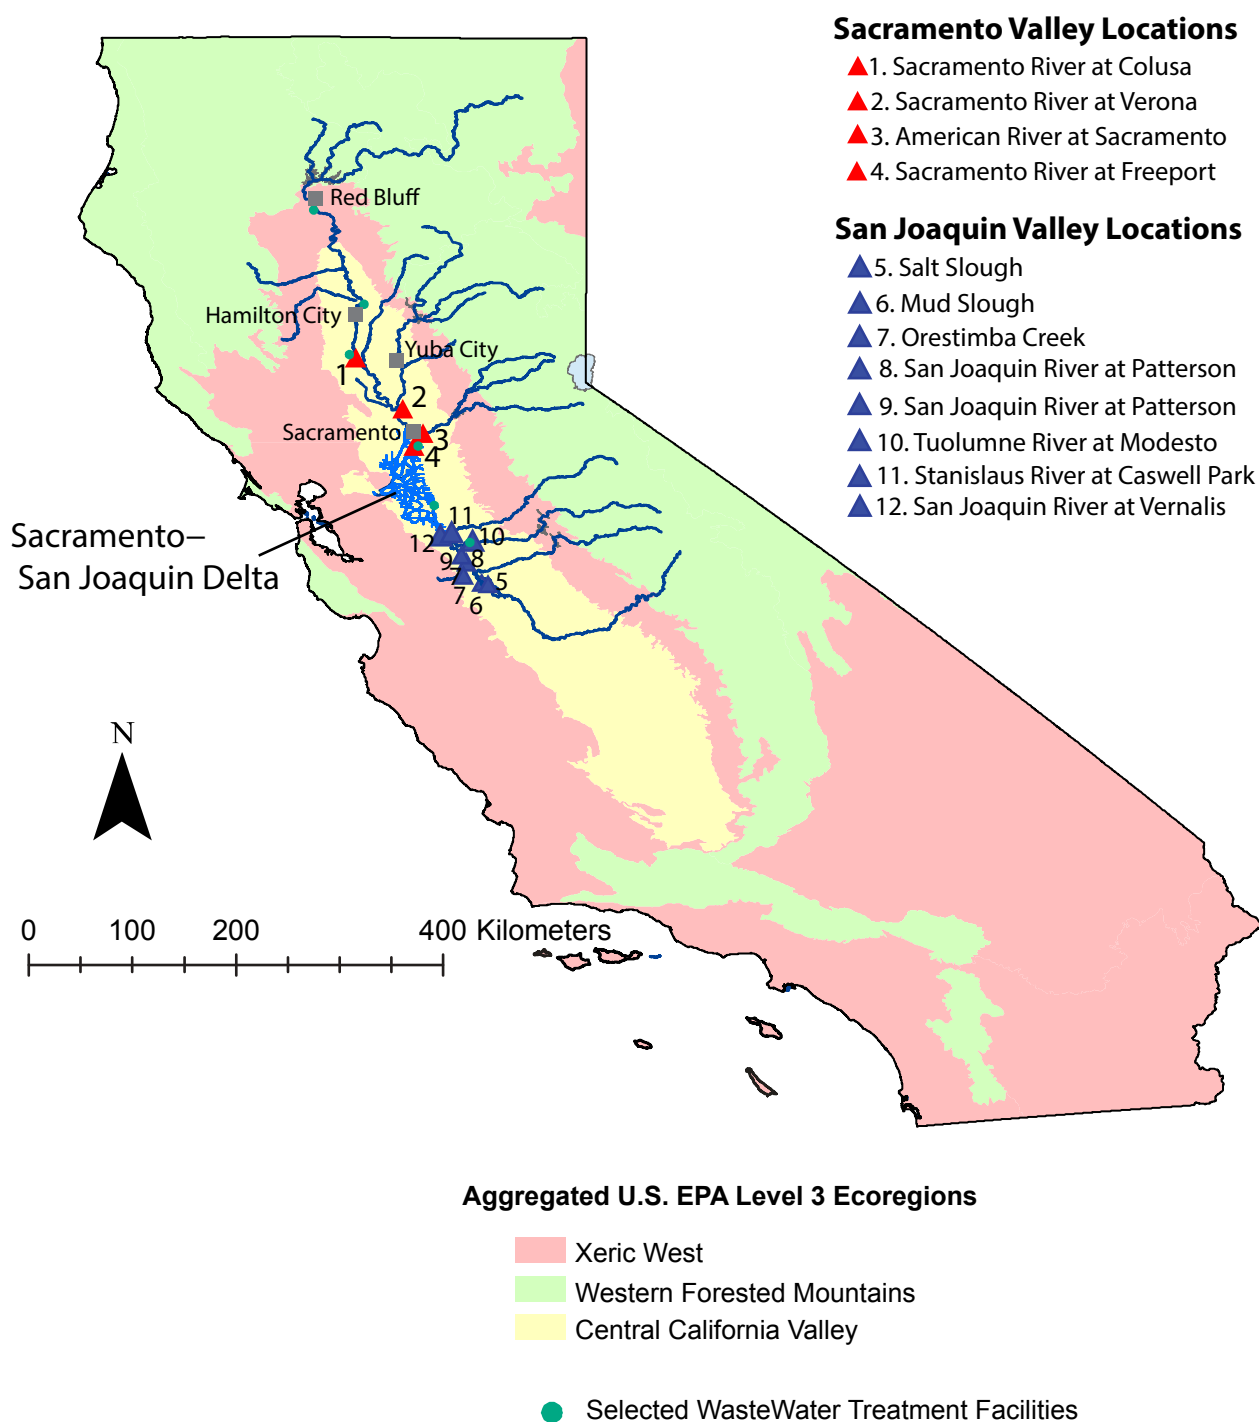 Sacramento Valley Locations
1. Sacramento River at Colusa
2. Sacramento River at Verona
3. American River at Sacramento
4. Sacramento River at Freeport
San Joaquin Valley Locations
5. Salt Slough
6. Mud Slough
7. Orestimba Creek
8. San Joaquin River at Patterson
9. San Joaquin River at Patterson
10. Tuolumne River at Modesto
11. Stanislaus River at Caswell Park
12. San Joaquin River at Vernalis
Red Bluff
Hamilton City
Yuba City
1
2
Sacramento
3
4
Sacramento–
San Joaquin Delta
11
12
10
9
8
7
7
5
6
N
0 100 200 400 Kilometers
Aggregated U.S. EPA Level 3 Ecoregions
Xeric West
Western Forested Mountains
Central California Valley
Selected WasteWater Treatment Facilities